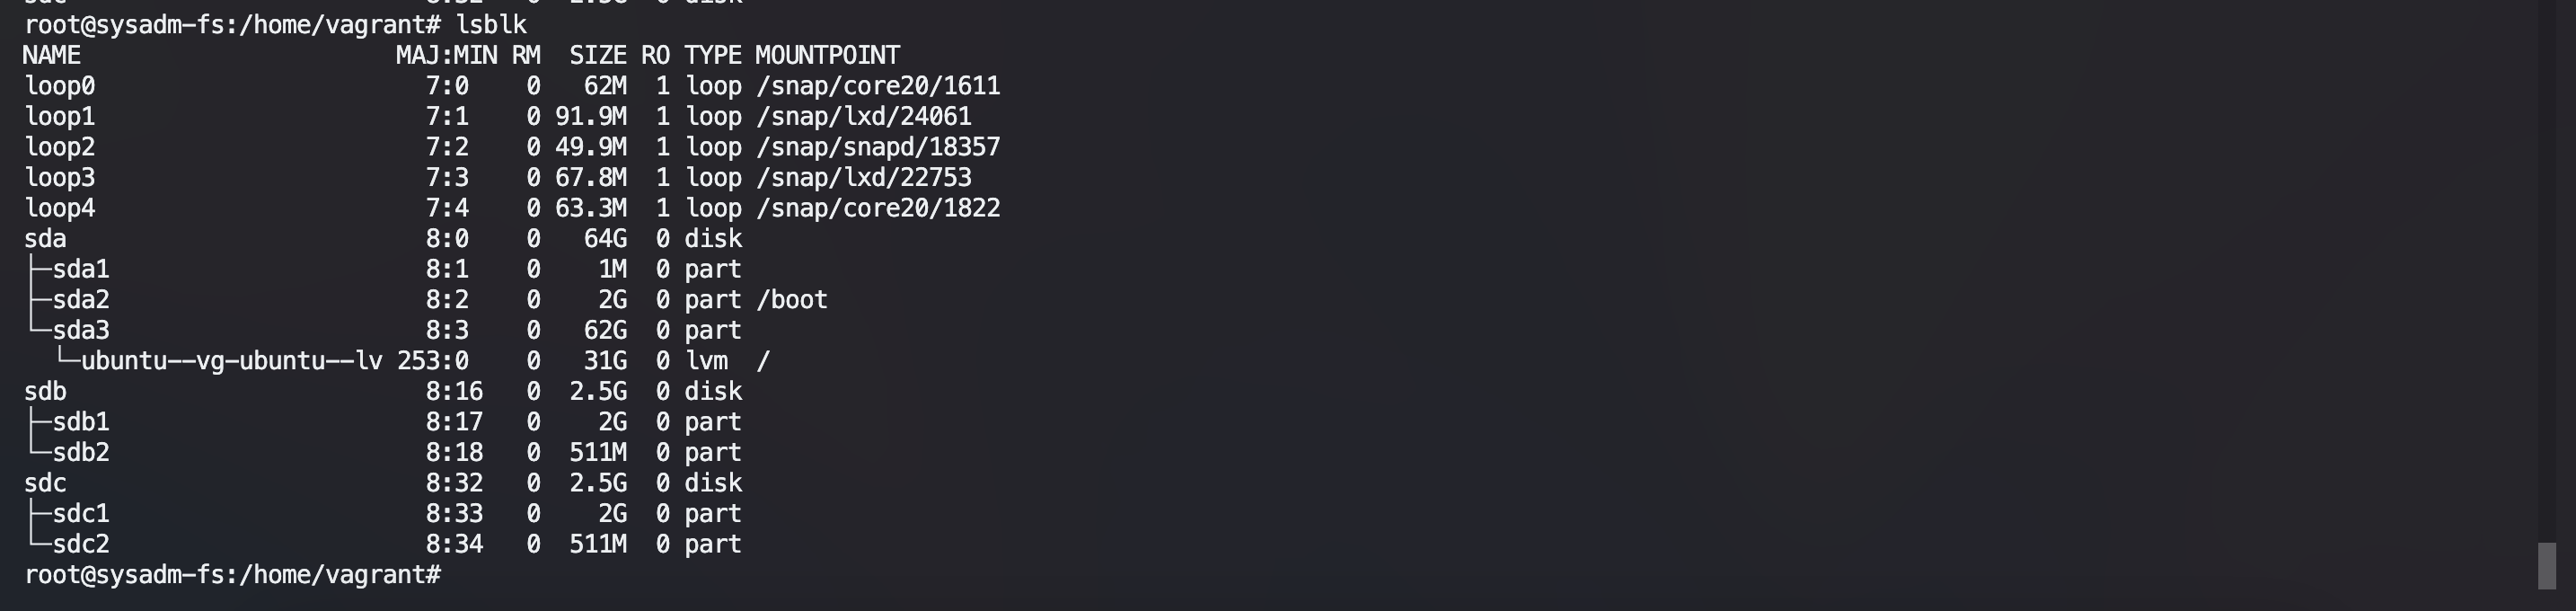 root@sysadm-fs:/home/vagrant# lsblk
NAME                      MAJ:MIN RM  SIZE RO TYPE MOUNTPOINT
loop0                       7:0    0   62M  1 loop /snap/core20/1611
loop1                       7:1    0 91.9M  1 loop /snap/lxd/24061
loop2                       7:2    0 49.9M  1 loop /snap/snapd/18357
loop3                       7:3    0 67.8M  1 loop /snap/lxd/22753
loop4                       7:4    0 63.3M  1 loop /snap/core20/1822
sda                         8:0    0   64G  0 disk
├─sda1                      8:1    0    1M  0 part
├─sda2                      8:2    0    2G  0 part /boot
└─sda3                      8:3    0   62G  0 part
  └─ubuntu--vg-ubuntu--lv 253:0    0   31G  0 lvm  /
sdb                         8:16   0  2.5G  0 disk
├─sdb1                      8:17   0    2G  0 part
└─sdb2                      8:18   0  511M  0 part
sdc                         8:32   0  2.5G  0 disk
├─sdc1                      8:33   0    2G  0 part
└─sdc2                      8:34   0  511M  0 part
root@sysadm-fs:/home/vagrant#